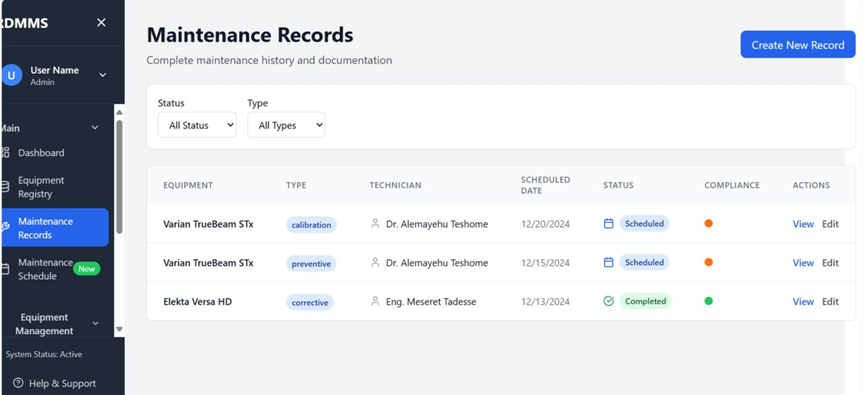 RDMMS
U
User Name
Admin
Main
Dashboard
Equipment
Registry
Maintenance
Records
Maintenance
Schedule
New
Equipment
Management
System Status: Active
Help & Support
Maintenance Records
Complete maintenance history and documentation
Create New Record
Status Type
All Status All Types
EQUIPMENT TYPE TECHNICIAN SCHEDULED DATE STATUS COMPLIANCE ACTIONS
Varian TrueBeam STx calibration Dr. Alemayehu Teshome 12/20/2024 Scheduled View Edit
Varian TrueBeam STx preventive Dr. Alemayehu Teshome 12/15/2024 Scheduled View Edit
Elekta Versa HD corrective Eng. Meseret Tadesse 12/13/2024 Completed View Edit